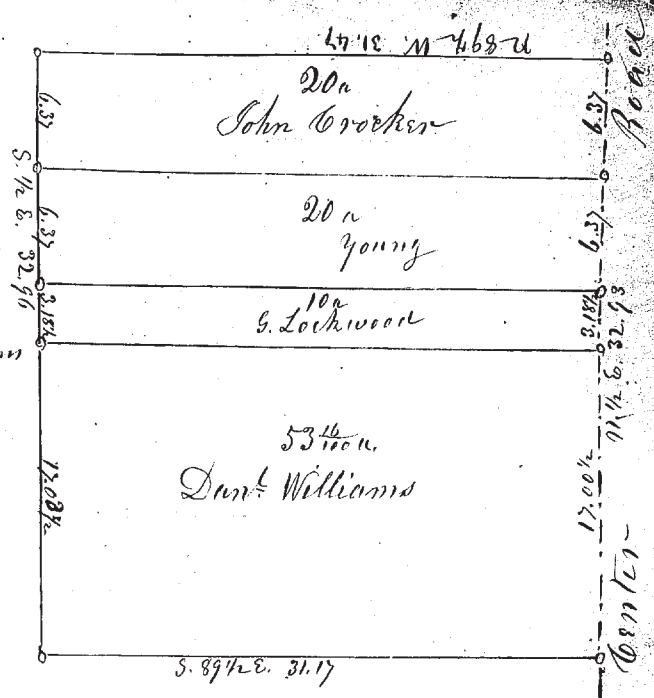 N 89½ W. 31.47
20 a
John Crocker
6.37
6.37
Road
20 a
Young
6.37
6.37
S. ½ E. 32.96
10 a
G. Lockwood
3.18½
3.18½
N ½ E. 32.93
53 16/100 a.
Danl Williams
17.03½
17.00½
Center
S. 89½ E. 31.17